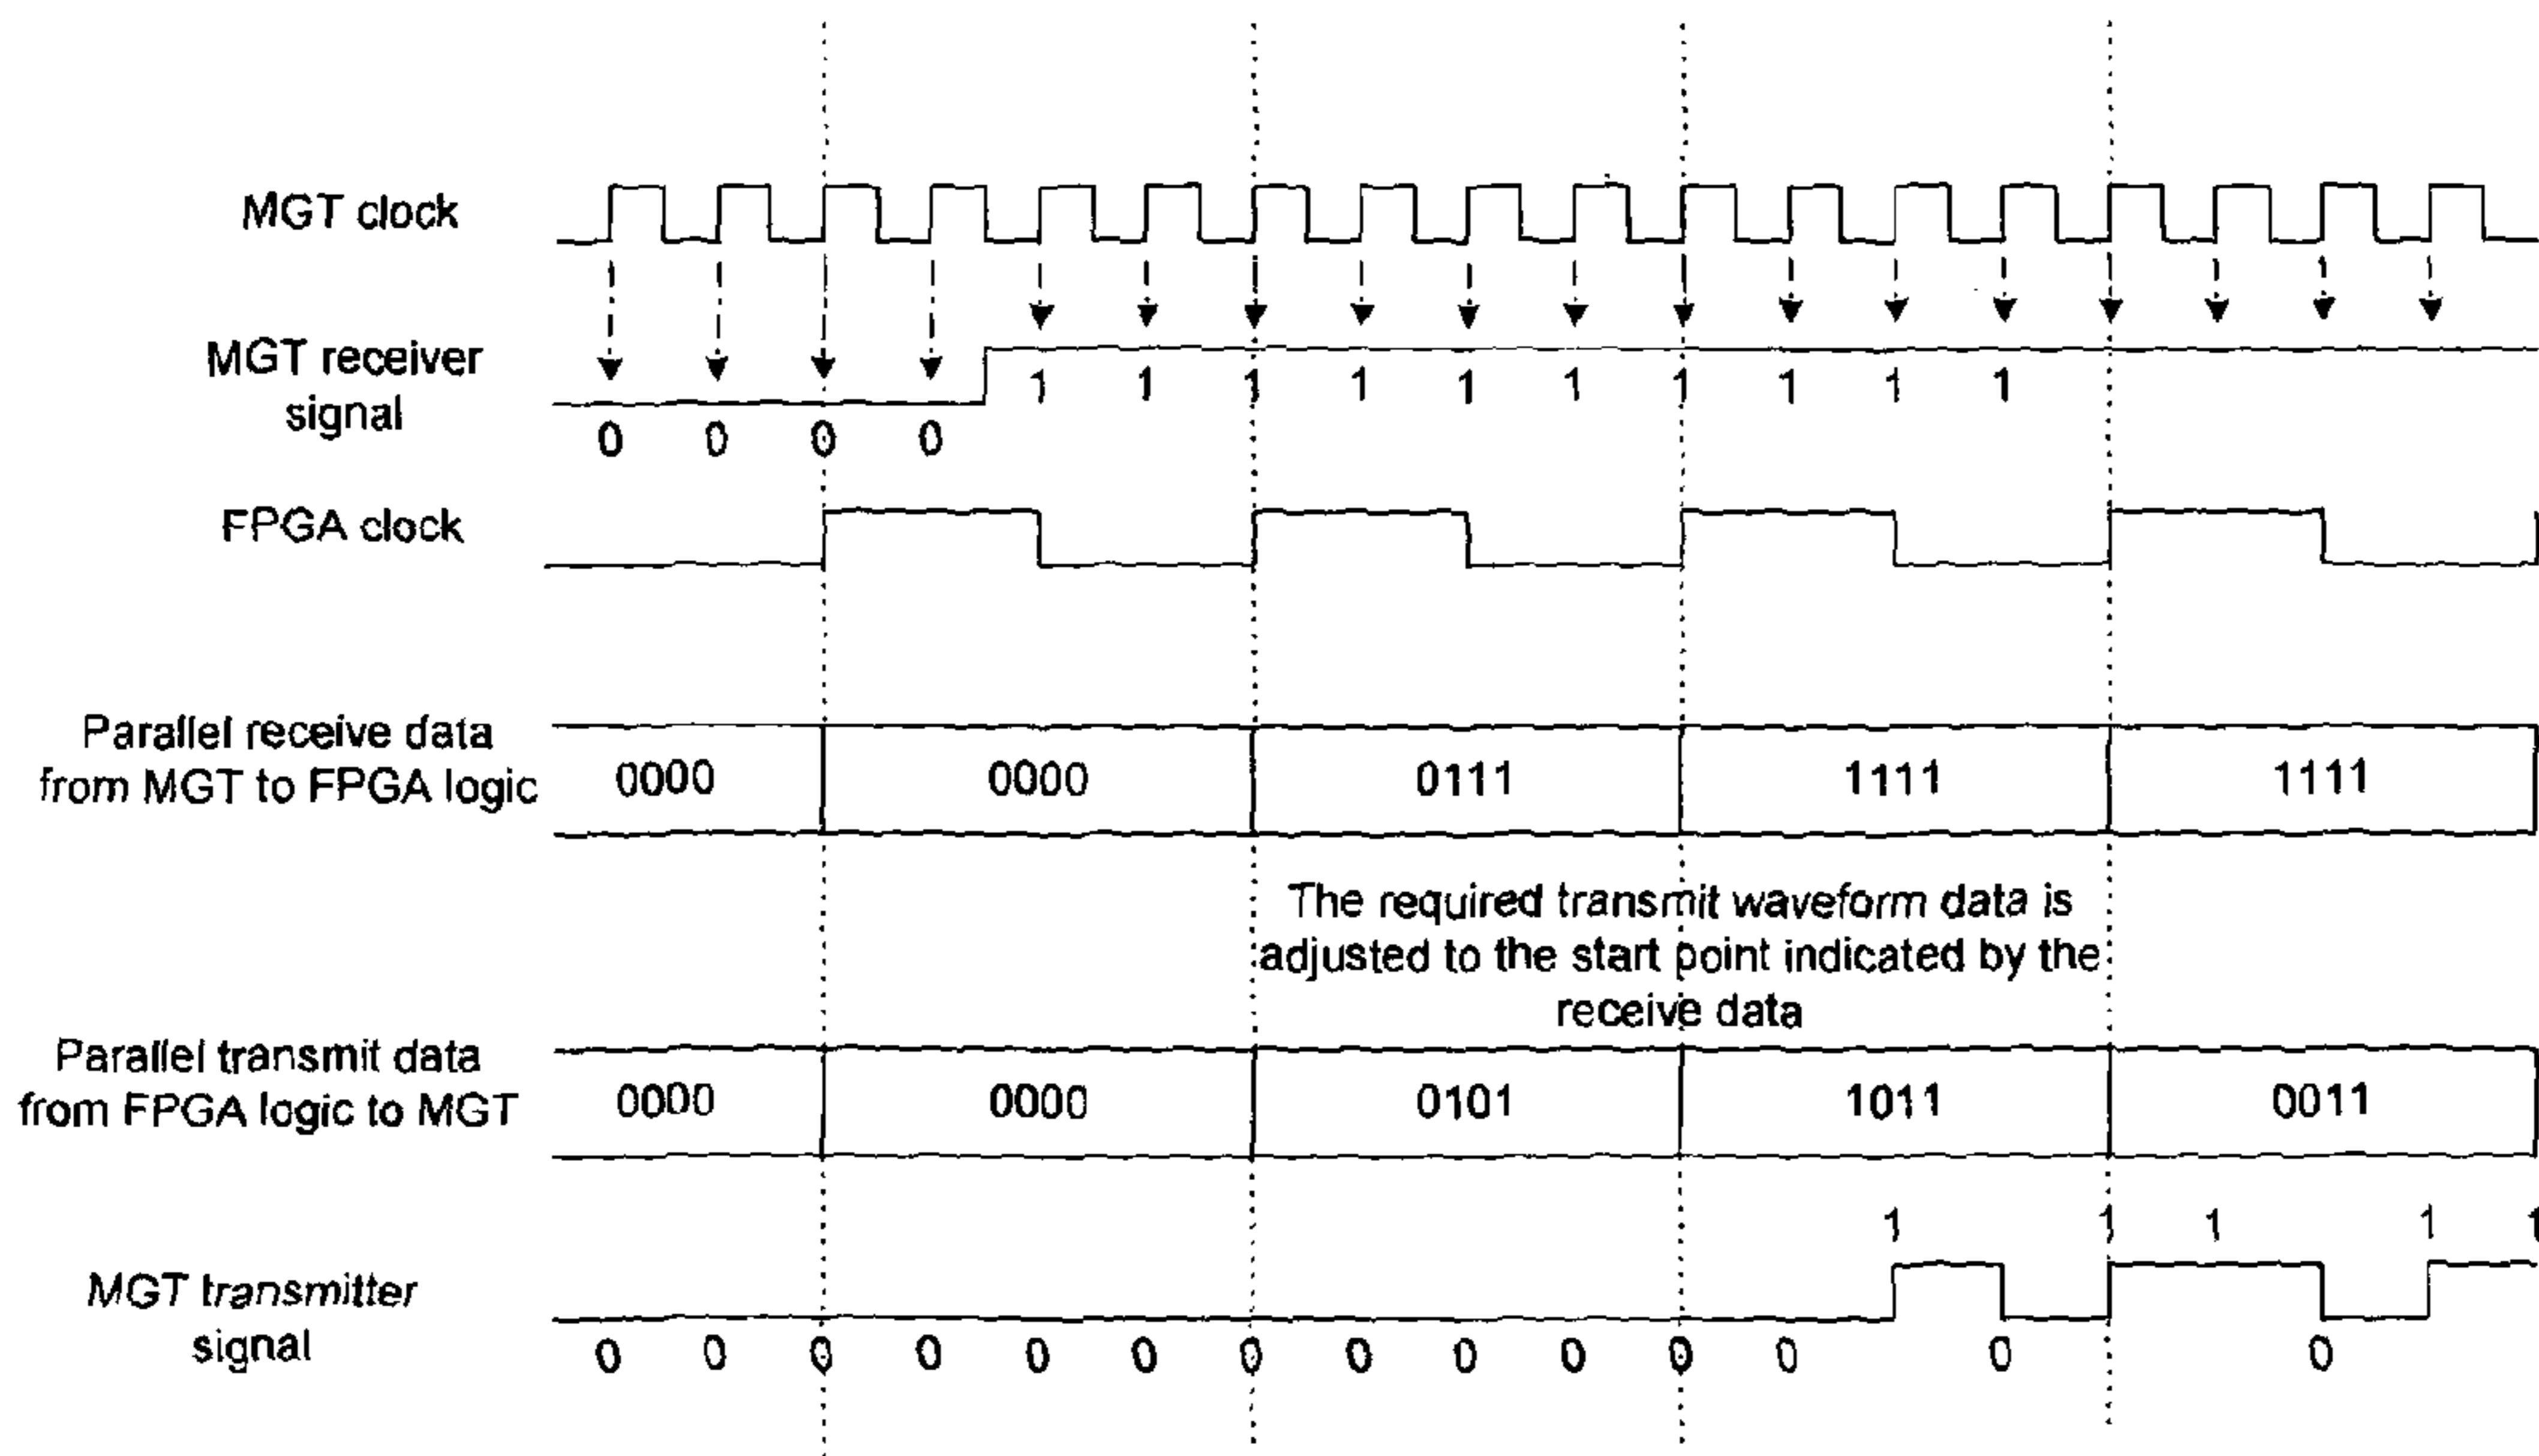 MGT clock
MGT receiver
signal
1 1 1 1 1 1 1 1 1 1
0 0 0 0
FPGA clock
Parallel receive data
from MGT to FPGA logic
0000 0000 0111 1111 1111
The required transmit waveform data is
adjusted to the start point indicated by the
receive data
Parallel transmit data
from FPGA logic to MGT
0000 0000 0101 1011 0011
1 1 1 1 1
MGT transmitter
signal
0 0 0 0 0 0 0 0 0 0 0 0 0 0